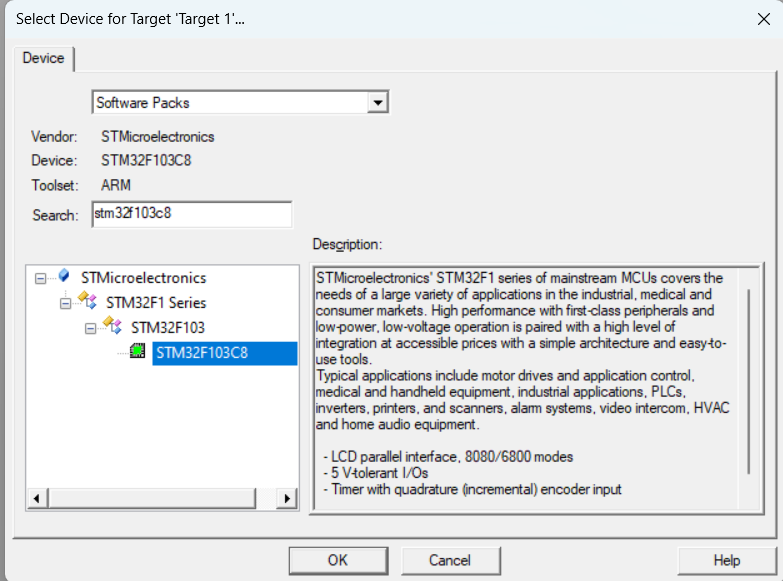 Select Device for Target 'Target 1'...
Device
Software Packs
Vendor: STMicroelectronics
Device: STM32F103C8
Toolset: ARM
Search: stm32f103c8
Description:
STMicroelectronics
STM32F1 Series
STM32F103
STM32F103C8
STMicroelectronics' STM32F1 series of mainstream MCUs covers the
needs of a large variety of applications in the industrial, medical and
consumer markets. High performance with first-class peripherals and
low-power, low-voltage operation is paired with a high level of
integration at accessible prices with a simple architecture and easy-to-
use tools.
Typical applications include motor drives and application control,
medical and handheld equipment, industrial applications, PLCs,
inverters, printers, and scanners, alarm systems, video intercom, HVAC
and home audio equipment.
- LCD parallel interface, 8080/6800 modes
- 5 V-tolerant I/Os
- Timer with quadrature (incremental) encoder input
OK
Cancel
Help